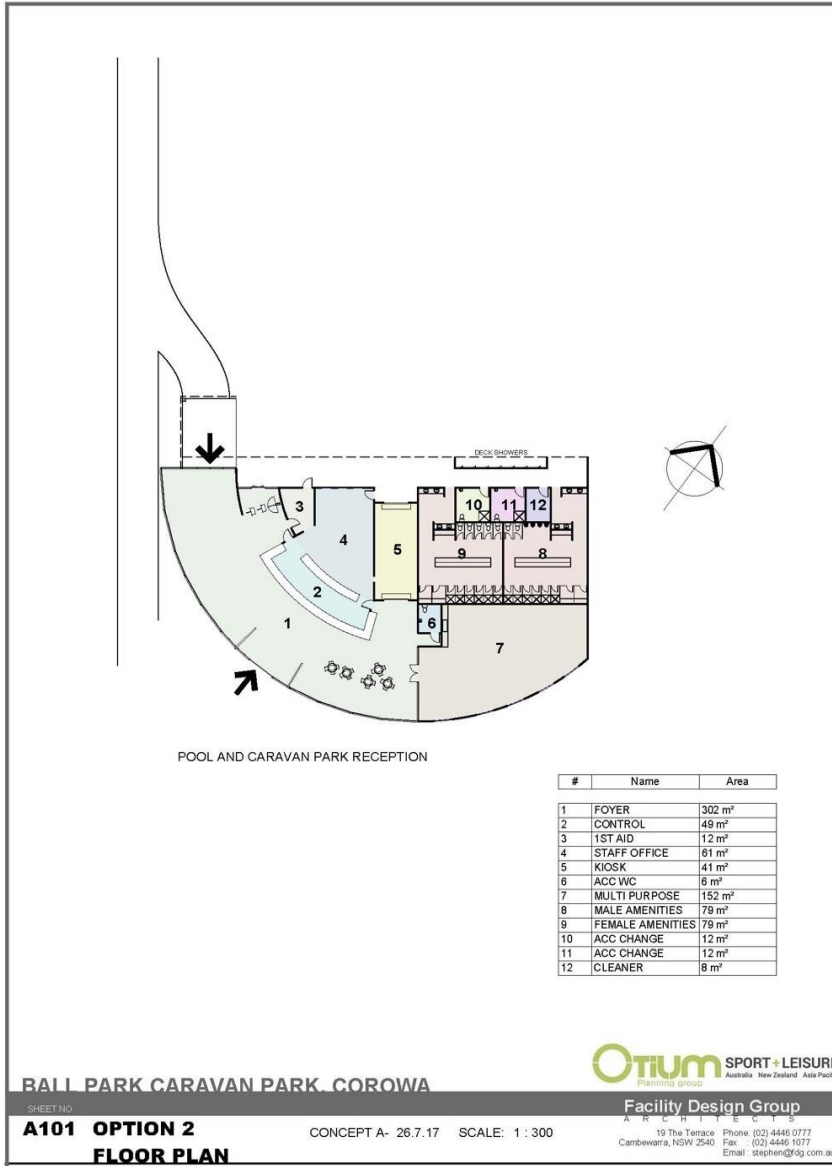 DECK SHOWERS
10
11
12
3
4
5
9
8
2
1
6
7
POOL AND CARAVAN PARK RECEPTION
# Name Area
1 FOYER 302 m²
2 CONTROL 49 m²
3 1ST AID 12 m²
4 STAFF OFFICE 61 m²
5 KIOSK 41 m²
6 ACC WC 6 m²
7 MULTI PURPOSE 152 m²
8 MALE AMENITIES 79 m²
9 FEMALE AMENITIES 79 m²
10 ACC CHANGE 12 m²
11 ACC CHANGE 12 m²
12 CLEANER 8 m²
OTIUM SPORT+LEISURE
Planning group
Australia New Zealand Asia Pacif
BALL PARK CARAVAN PARK, COROWA
SHEET NO
Facility Design Group
ARCHITECTS
A101 OPTION 2
FLOOR PLAN
CONCEPT A- 26.7.17 SCALE: 1 : 300
19 The Terrace Phone: (02) 4446 0777
Cambewarra, NSW 2540 Fax : (02) 4446 1077
Email : stephen@fdg.com.au